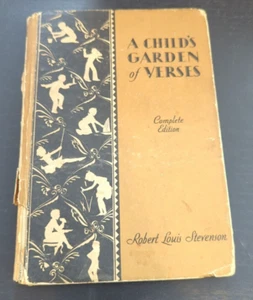 A CHILD'S
GARDEN
of VERSES
Complete
Edition
Robert Louis Stevenson